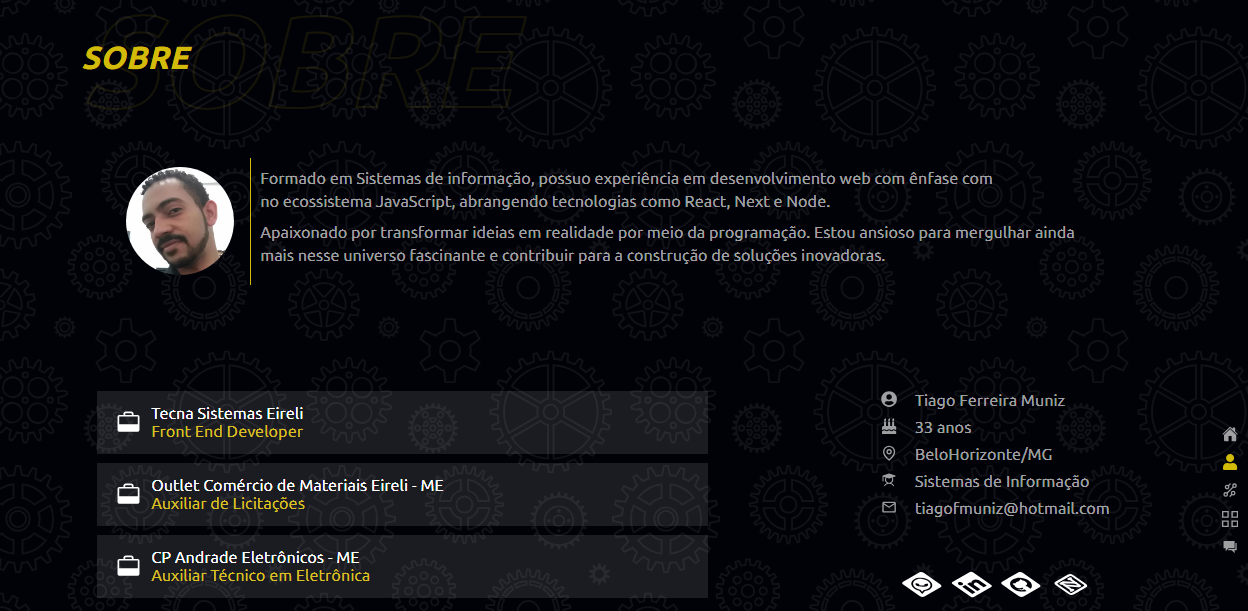 SOBRE
SOBRE
Formado em Sistemas de informação, possuo experiência em desenvolvimento web com ênfase com
no ecossistema JavaScript, abrangendo tecnologias como React, Next e Node.
Apaixonado por transformar ideias em realidade por meio da programação. Estou ansioso para mergulhar ainda
mais nesse universo fascinante e contribuir para a construção de soluções inovadoras.
Tecna Sistemas Eireli
Front End Developer
Outlet Comércio de Materiais Eireli - ME
Auxiliar de Licitações
CP Andrade Eletrônicos - ME
Auxiliar Técnico em Eletrônica
Tiago Ferreira Muniz
33 anos
BeloHorizonte/MG
Sistemas de Informação
tiagofmuniz@hotmail.com
in